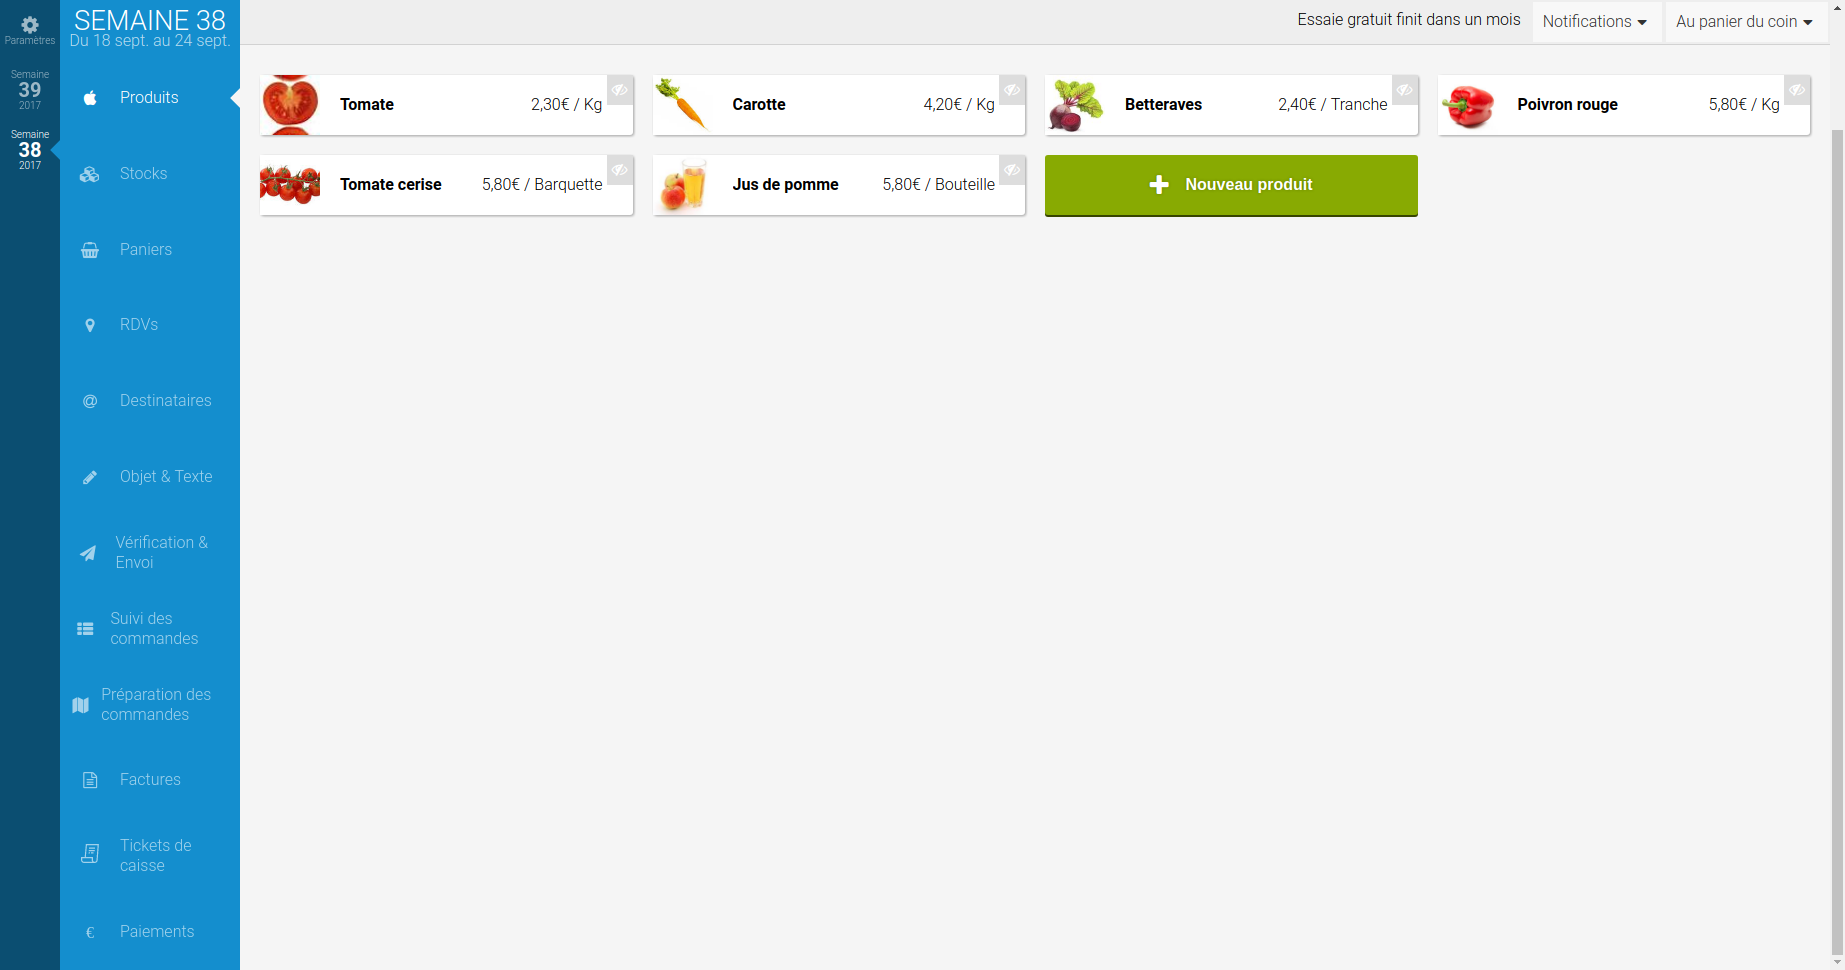 Paramètres
Semaine
39
2017
Semaine
38
2017
SEMAINE 38
Du 18 sept. au 24 sept.
Produits
Stocks
Paniers
RDVs
Destinataires
Objet & Texte
Vérification &
Envoi
Suivi des
commandes
Préparation des
commandes
Factures
Tickets de
caisse
€ Paiements
Essaie gratuit finit dans un mois
Notifications
Au panier du coin
Tomate 2,30€ / Kg
Carotte 4,20€ / Kg
Betteraves 2,40€ / Tranche
Poivron rouge 5,80€ / Kg
Tomate cerise 5,80€ / Barquette
Jus de pomme 5,80€ / Bouteille
Nouveau produit